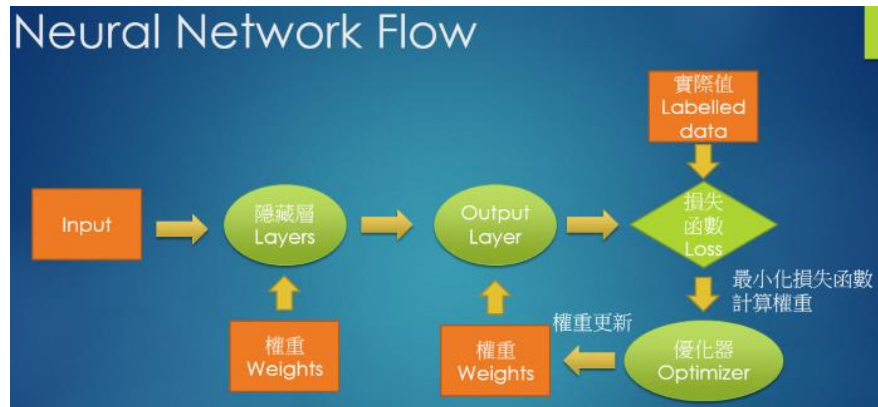 Neural Network Flow
實際值
Labelled
data
Input
隱藏層
Layers
Output
Layer
損失
函數
Loss
最小化損失函數
計算權重
權重
Weights
權重
Weights
權重更新
優化器
Optimizer